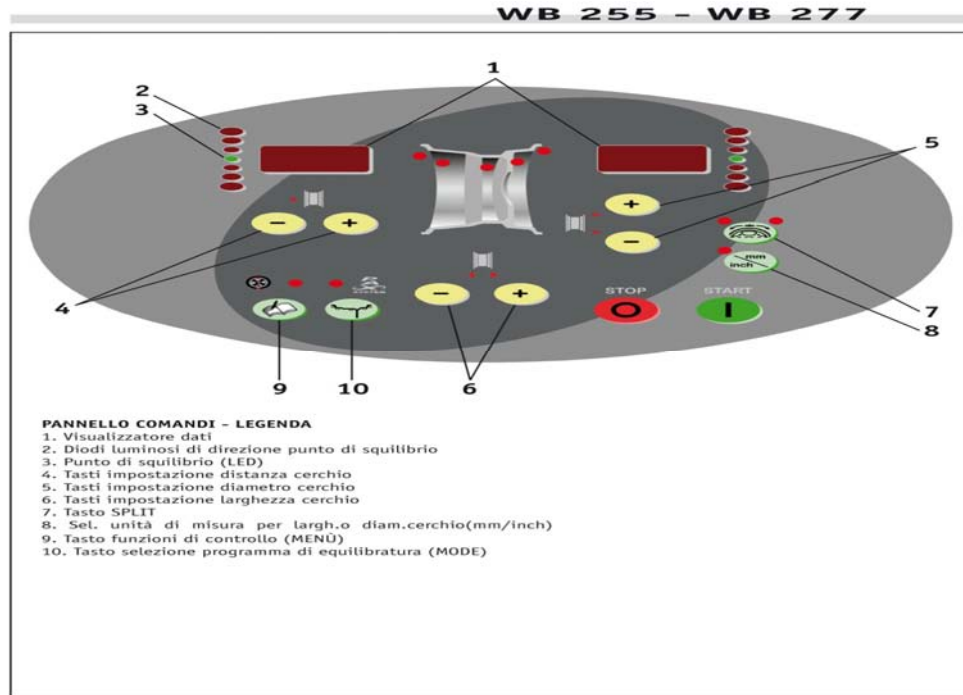 WB 255 – WB 277
1
2
3
5
4
+
–
– +
mm
inch
– +
STOP START
O I
7
8
9 10 6
PANNELLO COMANDI – LEGENDA
1. Visualizzatore dati
2. Diodi luminosi di direzione punto di squilibrio
3. Punto di squilibrio (LED)
4. Tasti impostazione distanza cerchio
5. Tasti impostazione diametro cerchio
6. Tasti impostazione larghezza cerchio
7. Tasto SPLIT
8. Sel. unità di misura per largh.o diam.cerchio(mm/inch)
9. Tasto funzioni di controllo (MENÙ)
10. Tasto selezione programma di equilibratura (MODE)